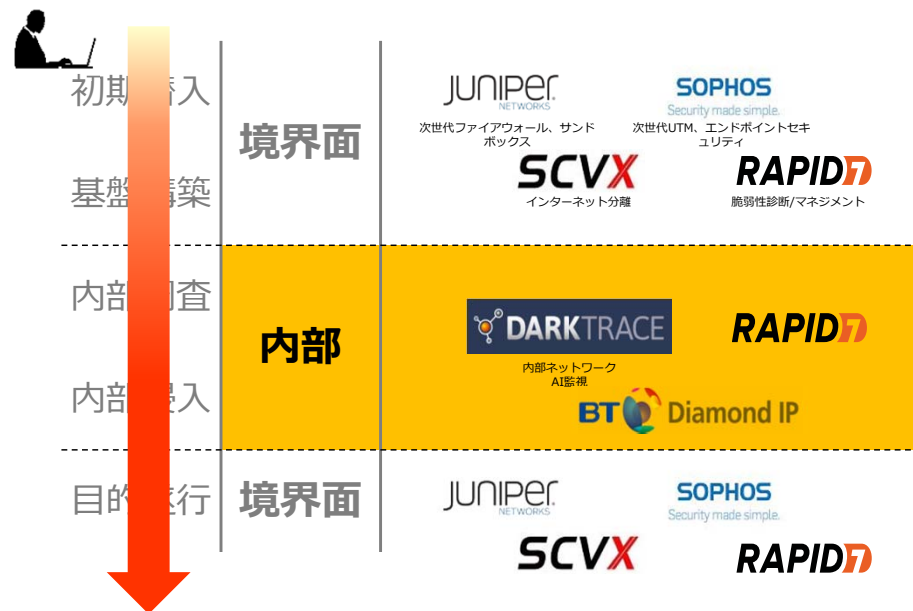 初期潜入
境界面
JUNIPER
NETWORKS
次世代ファイアウォール、サンド
ボックス
SOPHOS
Security made simple.
次世代UTM、エンドポイントセキ
ュリティ
基盤構築
SCVX
インターネット分離
RAPID7
脆弱性診断/マネジメント
内部調査
内部
DARKTRACE
内部ネットワーク
AI監視
RAPID7
内部侵入
BT Diamond IP
目的遂行
境界面
JUNIPER
NETWORKS
SOPHOS
Security made simple.
SCVX
RAPID7